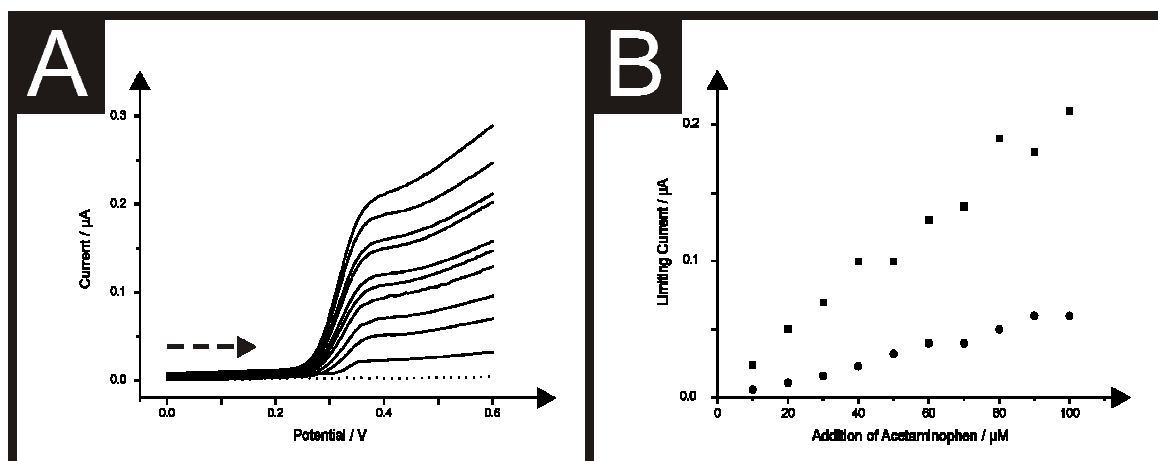 A
0.3
0.2
0.1
0.0
Current / µA
0.0
0.2
0.4
0.6
Potential / V
B
0.2
0.1
0.0
Limiting Current / µA
0
20
40
60
80
100
Addition of Acetaminophen / µM